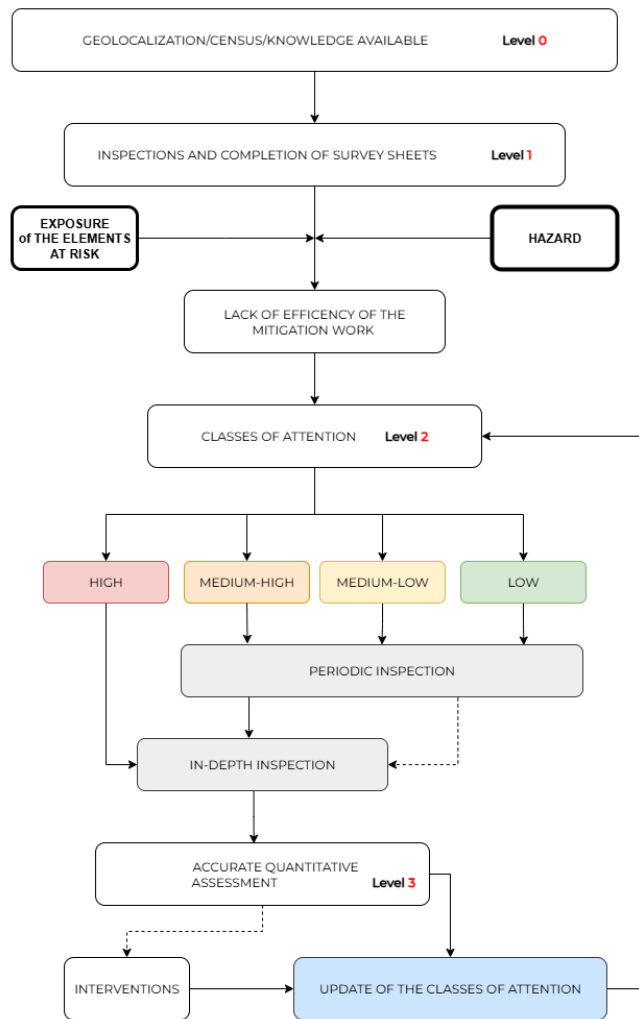 GEOLOCALIZATION/CENSUS/KNOWLEDGE AVAILABLE Level 0
INSPECTIONS AND COMPLETION OF SURVEY SHEETS Level 1
EXPOSURE
of THE ELEMENTS
AT RISK
HAZARD
LACK OF EFFICENCY OF THE
MITIGATION WORK
CLASSES OF ATTENTION Level 2
HIGH
MEDIUM-HIGH
MEDIUM-LOW
LOW
PERIODIC INSPECTION
IN-DEPTH INSPECTION
ACCURATE QUANTITATIVE
ASSESSMENT Level 3
INTERVENTIONS
UPDATE OF THE CLASSES OF ATTENTION